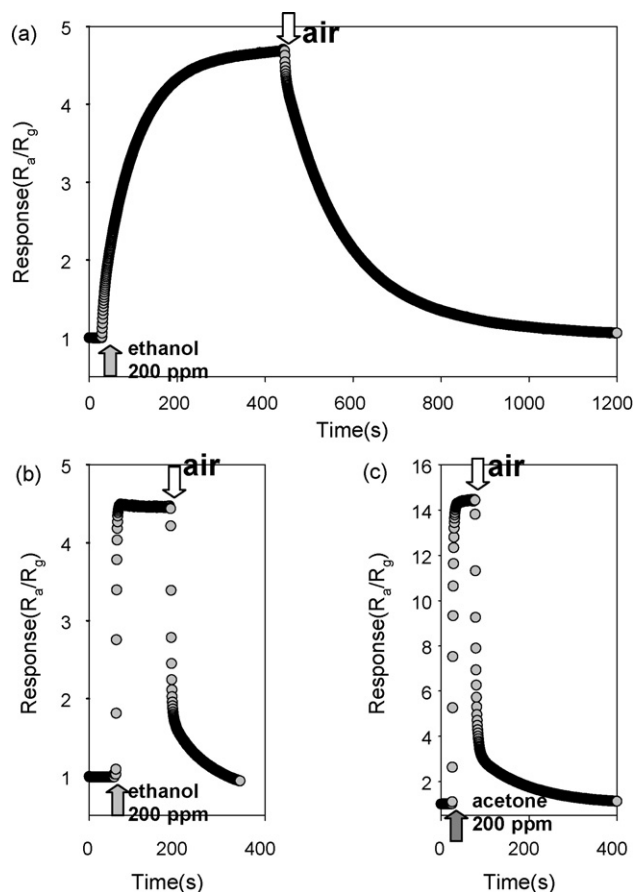 (a)
5
4
3
2
1
Response(Ra/Rg)
air
ethanol
200 ppm
0 200 400 600 800 1000 1200
Time(s)
(b)
5
4
3
2
1
Response(Ra/Rg)
air
ethanol
200 ppm
0 200 400
Time(s)
(c)
16
14
12
10
8
6
4
2
Response(Ra/Rg)
air
acetone
200 ppm
0 100 200 300 400
Time(s)